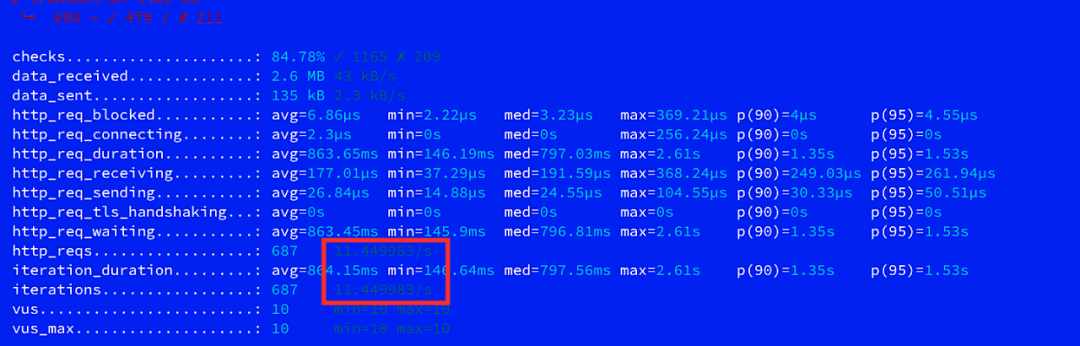 ↳  69% — ✓ 479 / ✗ 211
checks.....................: 84.78% ✓ 1165 ✗ 209
data_received..............: 2.6 MB 43 kB/s
data_sent..................: 135 kB 2.3 kB/s
http_req_blocked...........: avg=6.86µs   min=2.22µs   med=3.23µs   max=369.21µs p(90)=4µs      p(95)=4.55µs
http_req_connecting........: avg=2.3µs    min=0s       med=0s       max=256.24µs p(90)=0s       p(95)=0s
http_req_duration..........: avg=863.65ms min=146.19ms med=797.03ms max=2.61s    p(90)=1.35s    p(95)=1.53s
http_req_receiving.........: avg=177.01µs min=37.29µs  med=191.59µs max=368.24µs p(90)=249.03µs p(95)=261.94µs
http_req_sending...........: avg=26.84µs  min=14.88µs  med=24.55µs  max=104.55µs p(90)=30.33µs  p(95)=50.51µs
http_req_tls_handshaking...: avg=0s       min=0s       med=0s       max=0s       p(90)=0s       p(95)=0s
http_req_waiting...........: avg=863.45ms min=145.9ms  med=796.81ms max=2.61s    p(90)=1.35s    p(95)=1.53s
http_reqs..................: 687    11.449983/s
iteration_duration.........: avg=864.15ms min=146.64ms med=797.56ms max=2.61s    p(90)=1.35s    p(95)=1.53s
iterations.................: 687    11.449983/s
vus........................: 10     min=10 max=10
vus_max....................: 10     min=10 max=10